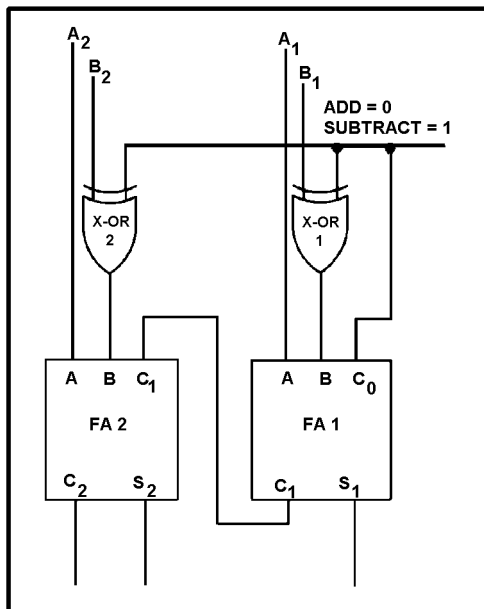 A2
A1
B2
B1
ADD = 0
SUBTRACT = 1
X-OR
2
X-OR
1
A B C1
A B C0
FA 2
FA 1
C2 S2
C1 S1